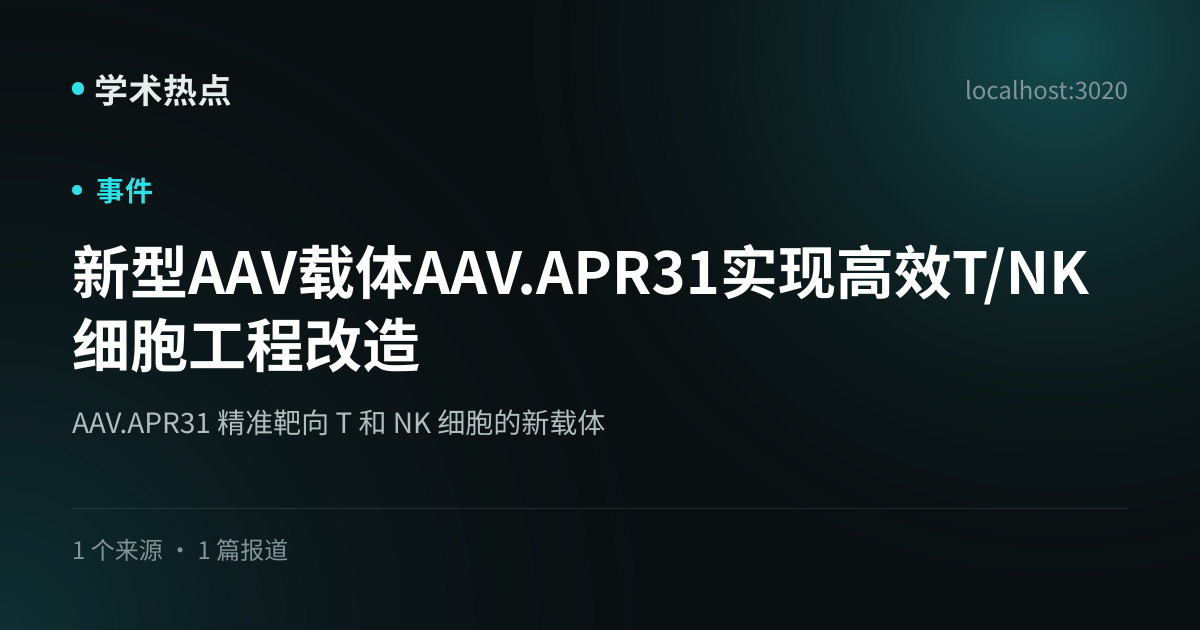 学术热点
localhost:3020
事件
新型AAV载体AAV.APR31实现高效T/NK
细胞工程改造
AAV.APR31 精准靶向 T 和 NK 细胞的新载体
1 个来源 · 1 篇报道